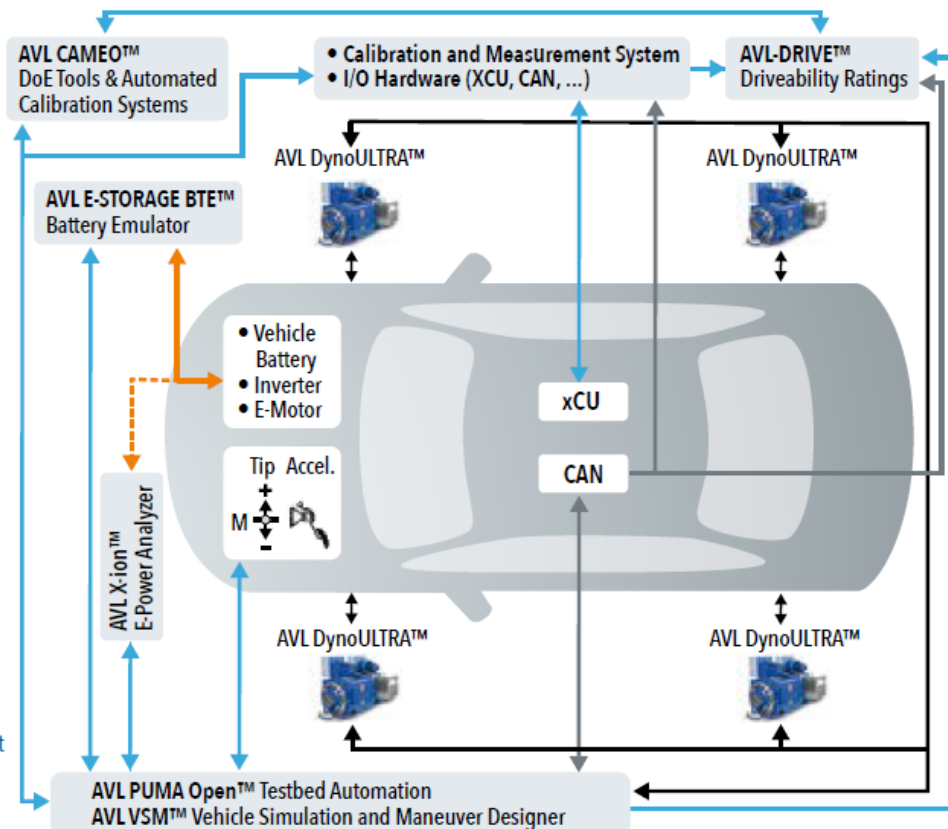 AVL CAMEO™
DoE Tools & Automated
Calibration Systems
• Calibration and Measurement System
• I/O Hardware (XCU, CAN, ...)
AVL-DRIVE™
Driveability Ratings
AVL DynoULTRA™
AVL DynoULTRA™
AVL E-STORAGE BTE™
Battery Emulator
• Vehicle
Battery
• Inverter
• E-Motor
xCU
CAN
Tip Accel.
+
M
–
AVL X-ion™
E-Power Analyzer
AVL DynoULTRA™
AVL DynoULTRA™
t
AVL PUMA Open™ Testbed Automation
AVL VSM™ Vehicle Simulation and Maneuver Designer